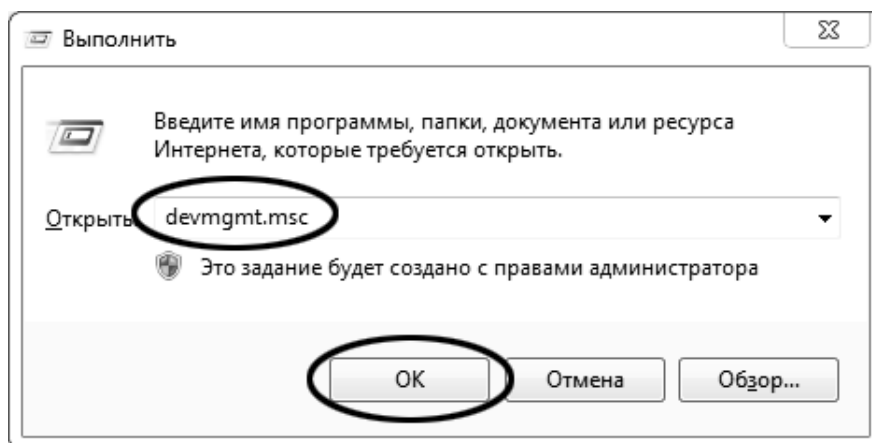 Выполнить
Введите имя программы, папки, документа или ресурса
Интернета, которые требуется открыть.
Открыть devmgmt.msc
Это задание будет создано с правами администратора
ОК Отмена Обзор...